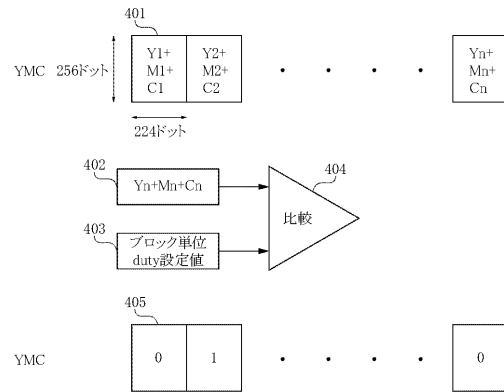 401
YMC
256ドット
Y1+
M1+
C1
Y2+
M2+
C2
Yn+
Mn+
Cn
224ドット
402
Yn+Mn+Cn
403
ブロック単位
duty設定値
404
比較
405
YMC
0
1
0